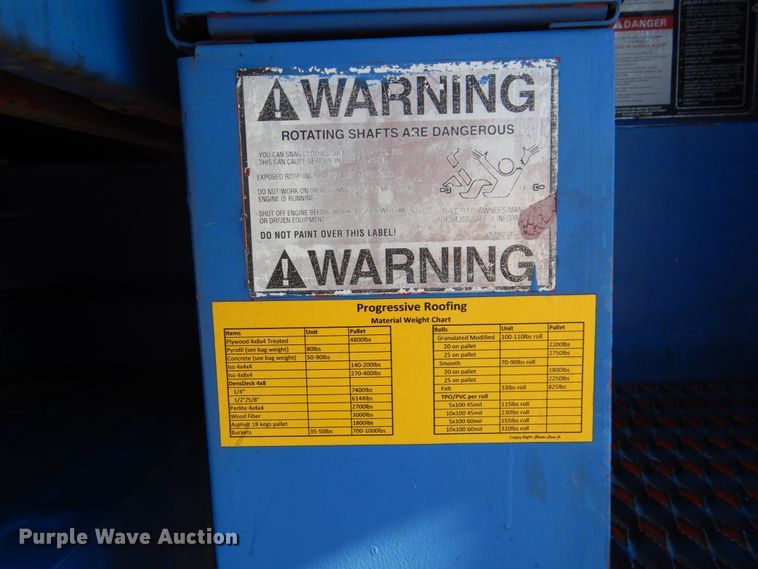 DANGER
WARNING
ROTATING SHAFTS ARE DANGEROUS
YOU CAN SNAG CLOTHES, SKIN,
THIS CAN CAUSE SERIOUS
EXPOSED ROTATING
- DO NOT WORK ON OR NEAR
ENGINE IS RUNNING.
- SHUT OFF ENGINE BEFORE
OR DRIVEN EQUIPMENT
DO NOT PAINT OVER THIS LABEL!
WARNING
Progressive Roofing
Material Weight Chart
Items Unit Pallet
Plywood 4x8x4 Treated 4800lbs
Pyrofil (see bag weight) 80lbs
Concrete (see bag weight) 50-90lbs
Iso 4x4x4 140-200lbs
Iso 4x8x4 270-400lbs
DensDeck 4x8
1/4" 7400lbs
1/2"/5/8" 6144lbs
Perlite 4x4x4 2700lbs
Wood Fiber 3000lbs
Asphalt 18 kegs pallet 1800lbs
Buckets 35-50lbs 700-1000lbs
Rolls Unit Pallet
Granulated Modified 100-110lbs roll
20 on pallet 2200lbs
25 on pallet 2750lbs
Smooth 70-90lbs roll
20 on pallet 1800lbs
25 on pallet 2250lbs
Felt 33lbs roll 825lbs
TPO/PVC per roll
5x100 45mil 115lbs roll
10x100 45mil 230lbs roll
5x100 60mil 155lbs roll
10x100 60mil 310lbs roll
Copy Right
Purple Wave Auction